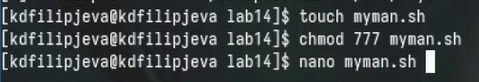 [kdfilipjeva@kdfilipjeva lab14]$ touch myman.sh
[kdfilipjeva@kdfilipjeva lab14]$ chmod 777 myman.sh
[kdfilipjeva@kdfilipjeva lab14]$ nano myman.sh